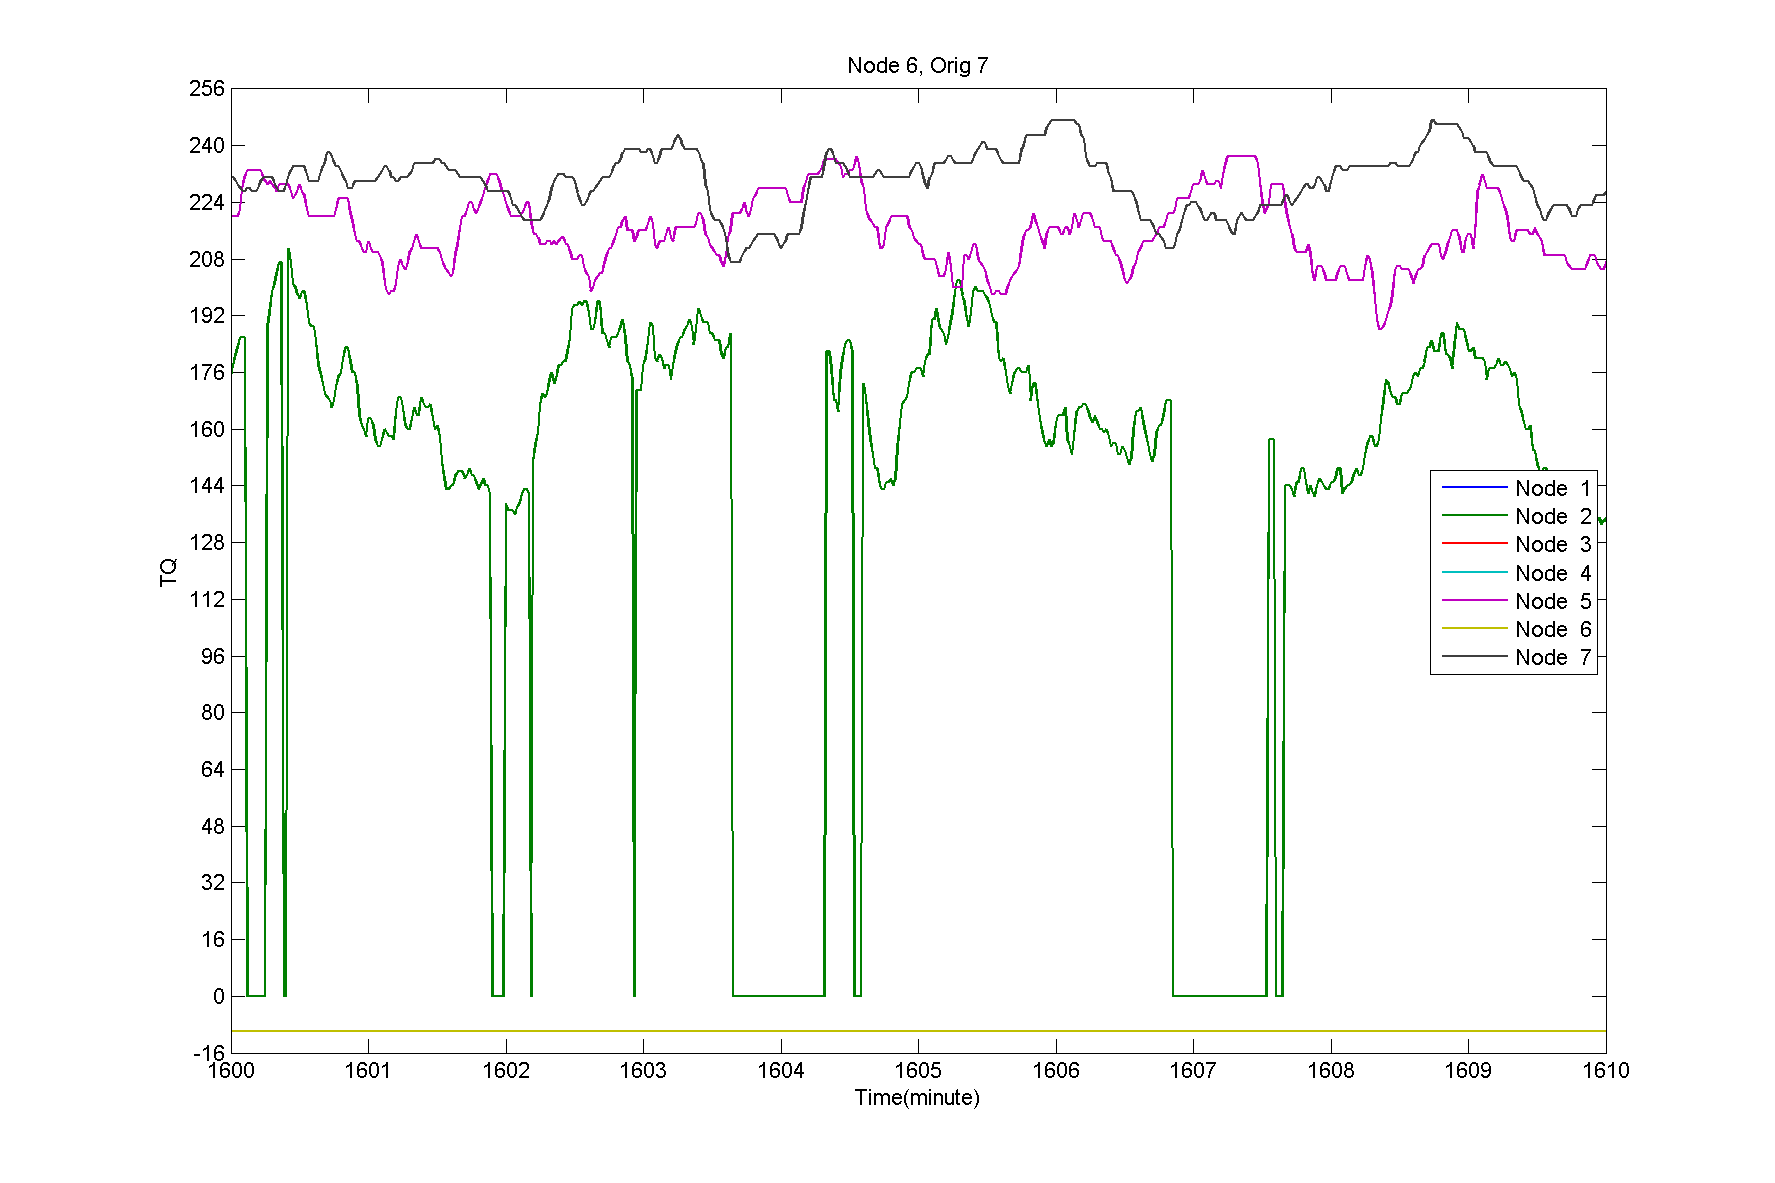 Node 6, Orig 7
256
240
224
208
192
176
160
144
128
112
96
80
64
48
32
16
0
-16
TQ
Node 1
Node 2
Node 3
Node 4
Node 5
Node 6
Node 7
1600 1601 1602 1603 1604 1605 1606 1607 1608 1609 1610
Time(minute)